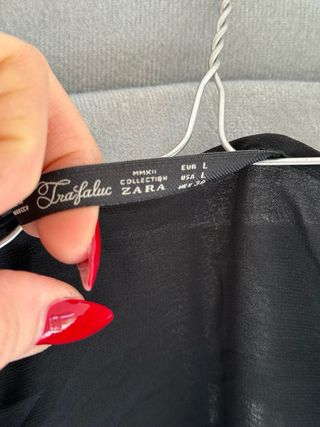 Trafaluc
MMXII
COLLECTION
ZARA
EUR L
USA L
MEX 30